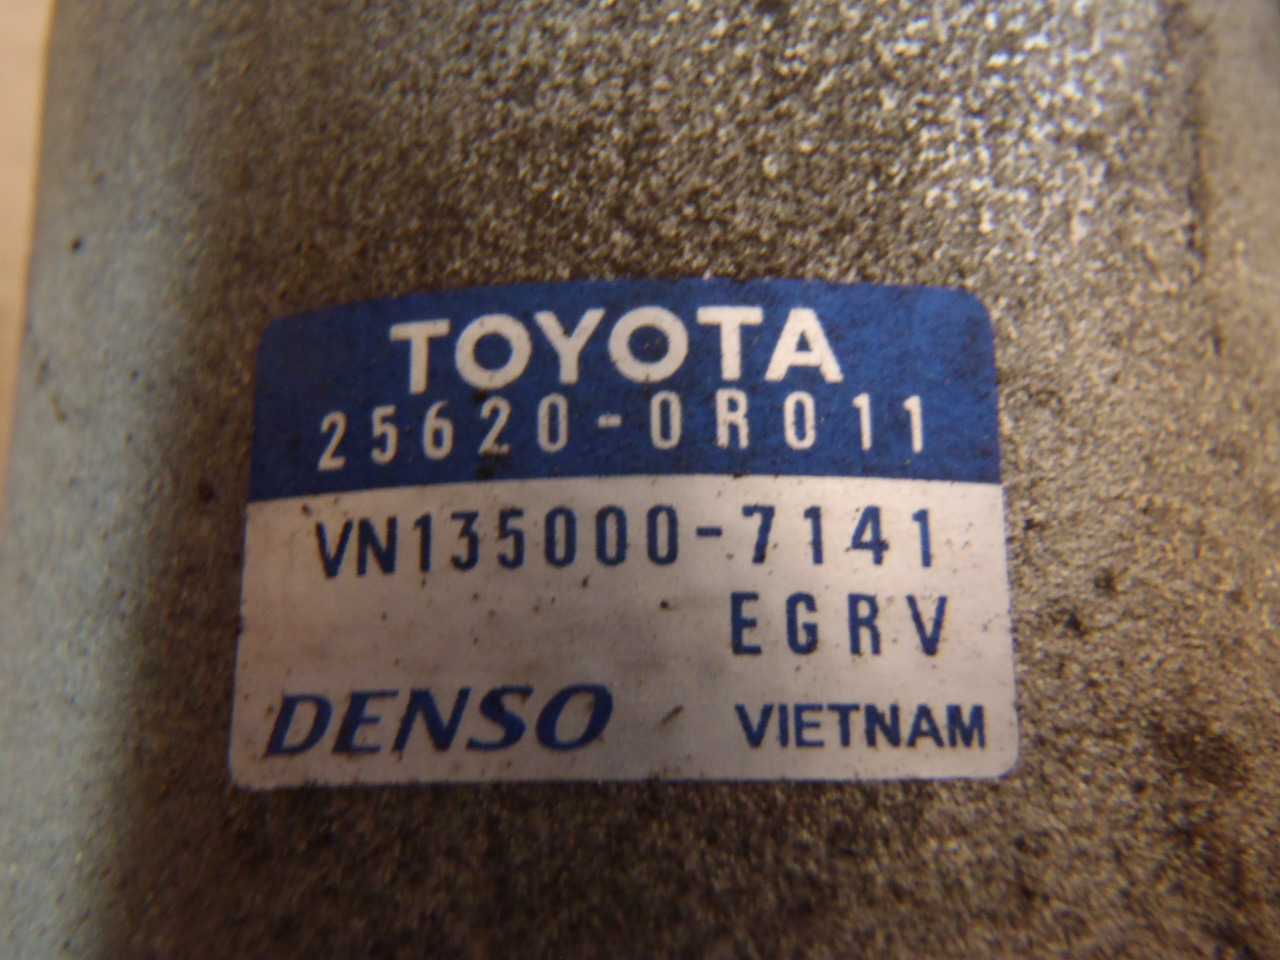 TOYOTA
25620-0R011
VN135000-7141
EGRV
DENSO VIETNAM